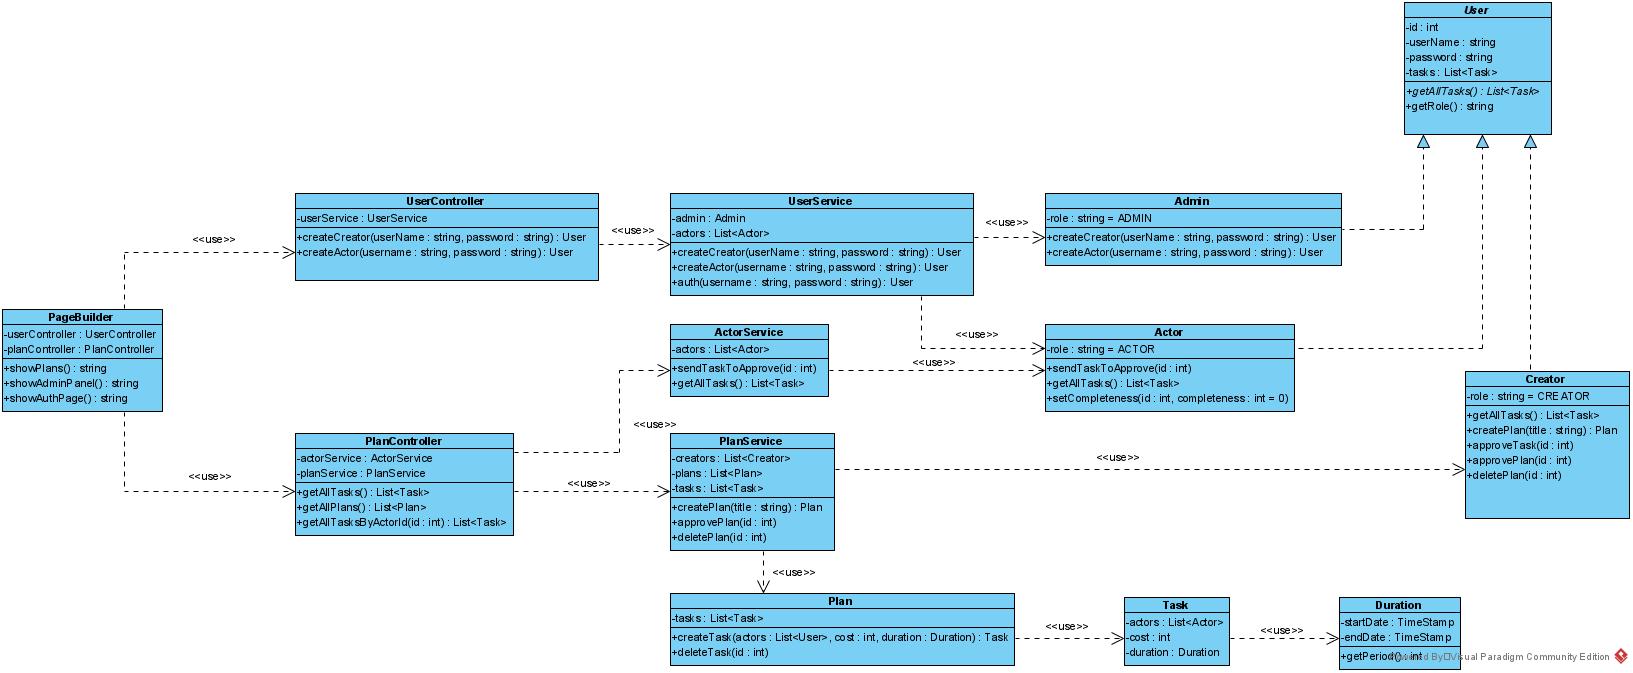 User
-id : int
-userName : string
-password : string
-tasks : List<Task>
+getAllTasks() : List<Task>
+getRole() : string
UserController
-userService : UserService
+createCreator(userName : string, password : string) : User
+createActor(username : string, password : string) : User
<<use>>
<<use>>
UserService
-admin : Admin
-actors : List<Actor>
+createCreator(userName : string, password : string) : User
+createActor(username : string, password : string) : User
+auth(username : string, password : string) : User
<<use>>
Admin
-role : string = ADMIN
+createCreator(userName : string, password : string) : User
+createActor(username : string, password : string) : User
PageBuilder
-userController : UserController
-planController : PlanController
+showPlans() : string
+showAdminPanel() : string
+showAuthPage() : string
ActorService
-actors : List<Actor>
+sendTaskToApprove(id : int)
+getAllTasks() : List<Task>
<<use>>
<<use>>
Actor
-role : string = ACTOR
+sendTaskToApprove(id : int)
+getAllTasks() : List<Task>
+setCompleteness(id : int, completeness : int = 0)
Creator
-role : string = CREATOR
+getAllTasks() : List<Task>
+createPlan(title : string) : Plan
+approveTask(id : int)
+approvePlan(id : int)
+deletePlan(id : int)
<<use>>
<<use>>
PlanController
-actorService : ActorService
-planService : PlanService
+getAllTasks() : List<Task>
+getAllPlans() : List<Plan>
+getAllTasksByActorId(id : int) : List<Task>
<<use>>
PlanService
-creators : List<Creator>
-plans : List<Plan>
-tasks : List<Task>
+createPlan(title : string) : Plan
+approvePlan(id : int)
+deletePlan(id : int)
<<use>>
<<use>>
Plan
-tasks : List<Task>
+createTask(actors : List<User>, cost : int, duration : Duration) : Task
+deleteTask(id : int)
<<use>>
Task
-actors : List<Actor>
-cost : int
-duration : Duration
<<use>>
Duration
-startDate : TimeStamp
-endDate : TimeStamp
+getPeriod() : int
Powered By Visual Paradigm Community Edition